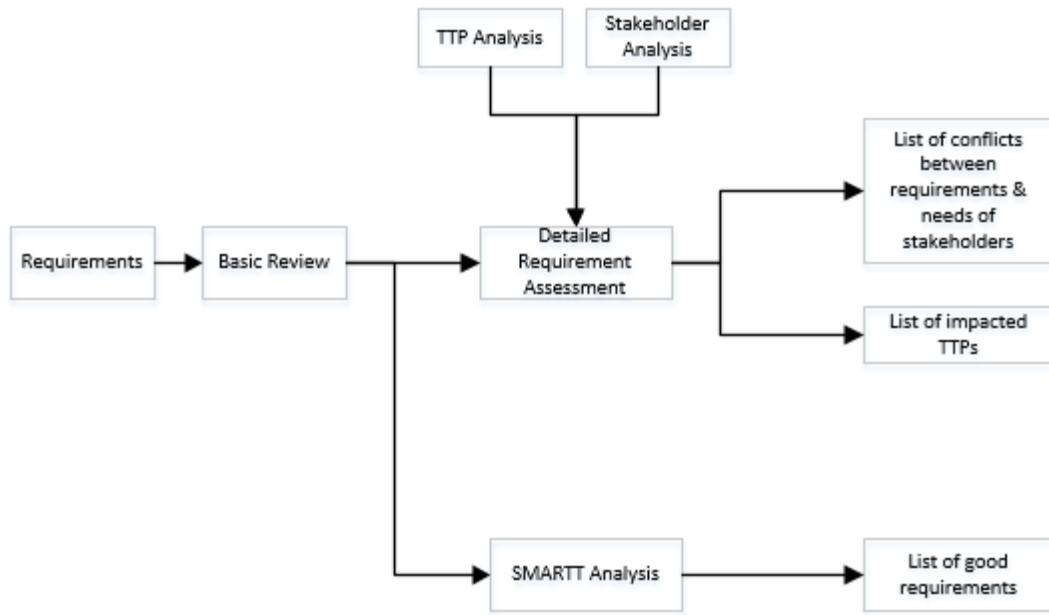 TTP Analysis
Stakeholder
Analysis
List of conflicts
between
requirements &
needs of
stakeholders
Requirements
Basic Review
Detailed
Requirement
Assessment
List of impacted
TTPs
SMARTT Analysis
List of good
requirements